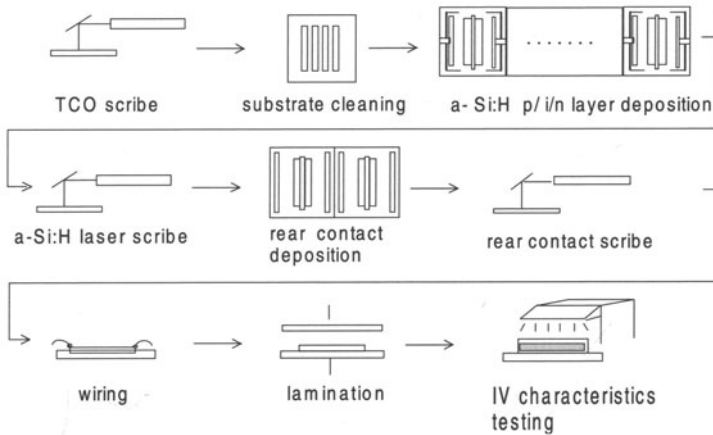 TCO scribe
substrate cleaning
a- Si:H p/ i/n layer deposition
a-Si:H laser scribe
rear contact
deposition
rear contact scribe
wiring
lamination
IV characteristics
testing